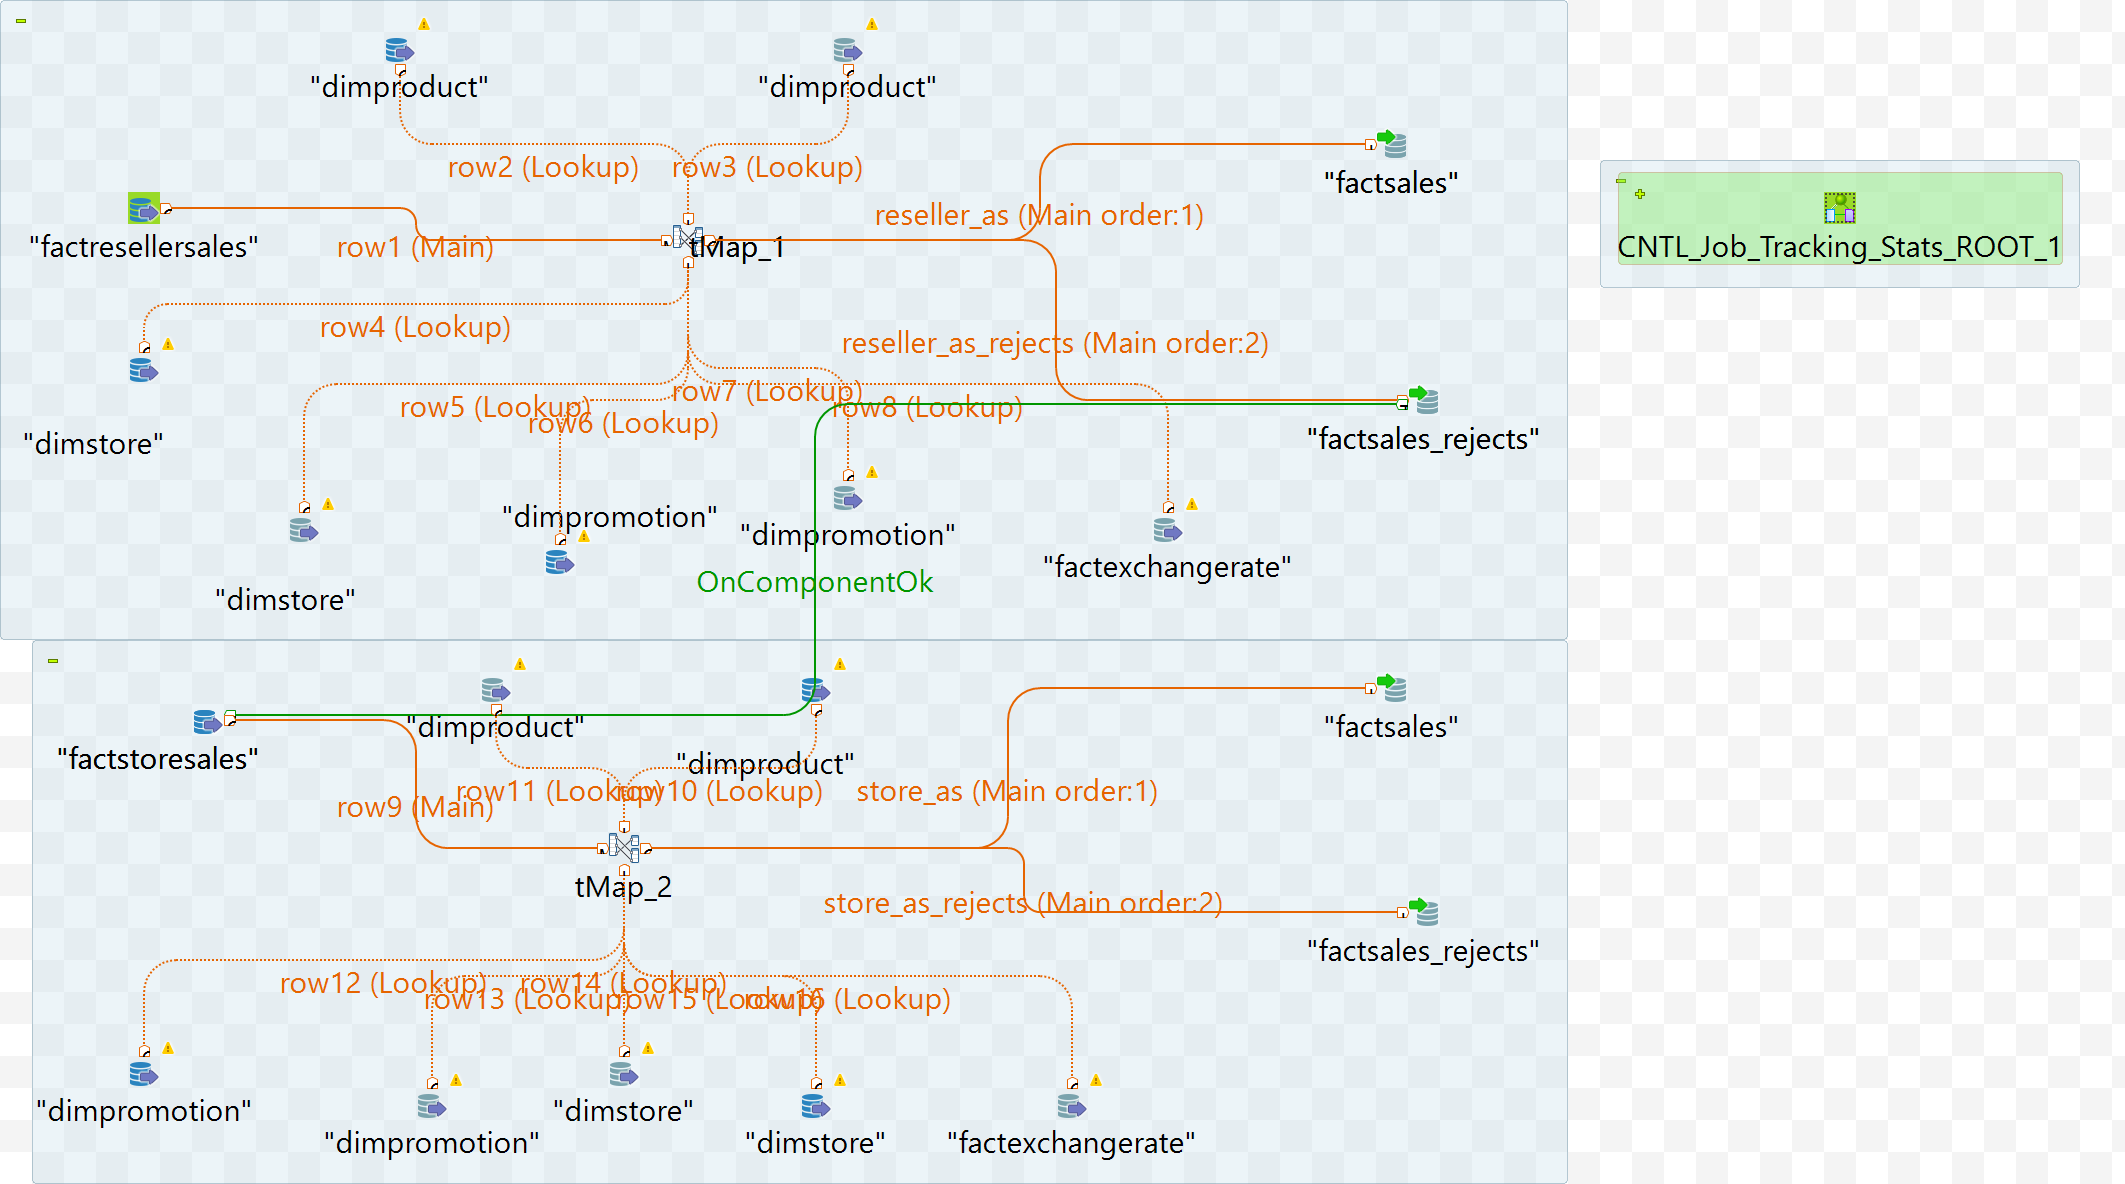 "dimproduct"
"dimproduct"
row2 (Lookup)
row3 (Lookup)
"factsales"
"factresellersales"
row1 (Main)
tMap_1
reseller_as (Main order:1)
CNTL_Job_Tracking_Stats_ROOT_1
row4 (Lookup)
reseller_as_rejects (Main order:2)
"dimstore"
row5 (Lookup)
row6 (Lookup)
row7 (Lookup)
row8 (Lookup)
"factsales_rejects"
"dimpromotion"
"dimpromotion"
"factexchangerate"
OnComponentOk
"dimstore"
"factstoresales"
"dimproduct"
"dimproduct"
"factsales"
row9 (Main)
row11 (Lookup)
row10 (Lookup)
store_as (Main order:1)
tMap_2
store_as_rejects (Main order:2)
"factsales_rejects"
row12 (Lookup)
row13 (Lookup)
row14 (Lookup)
row15 (Lookup)
row16 (Lookup)
"dimpromotion"
"dimpromotion"
"dimstore"
"dimstore"
"factexchangerate"